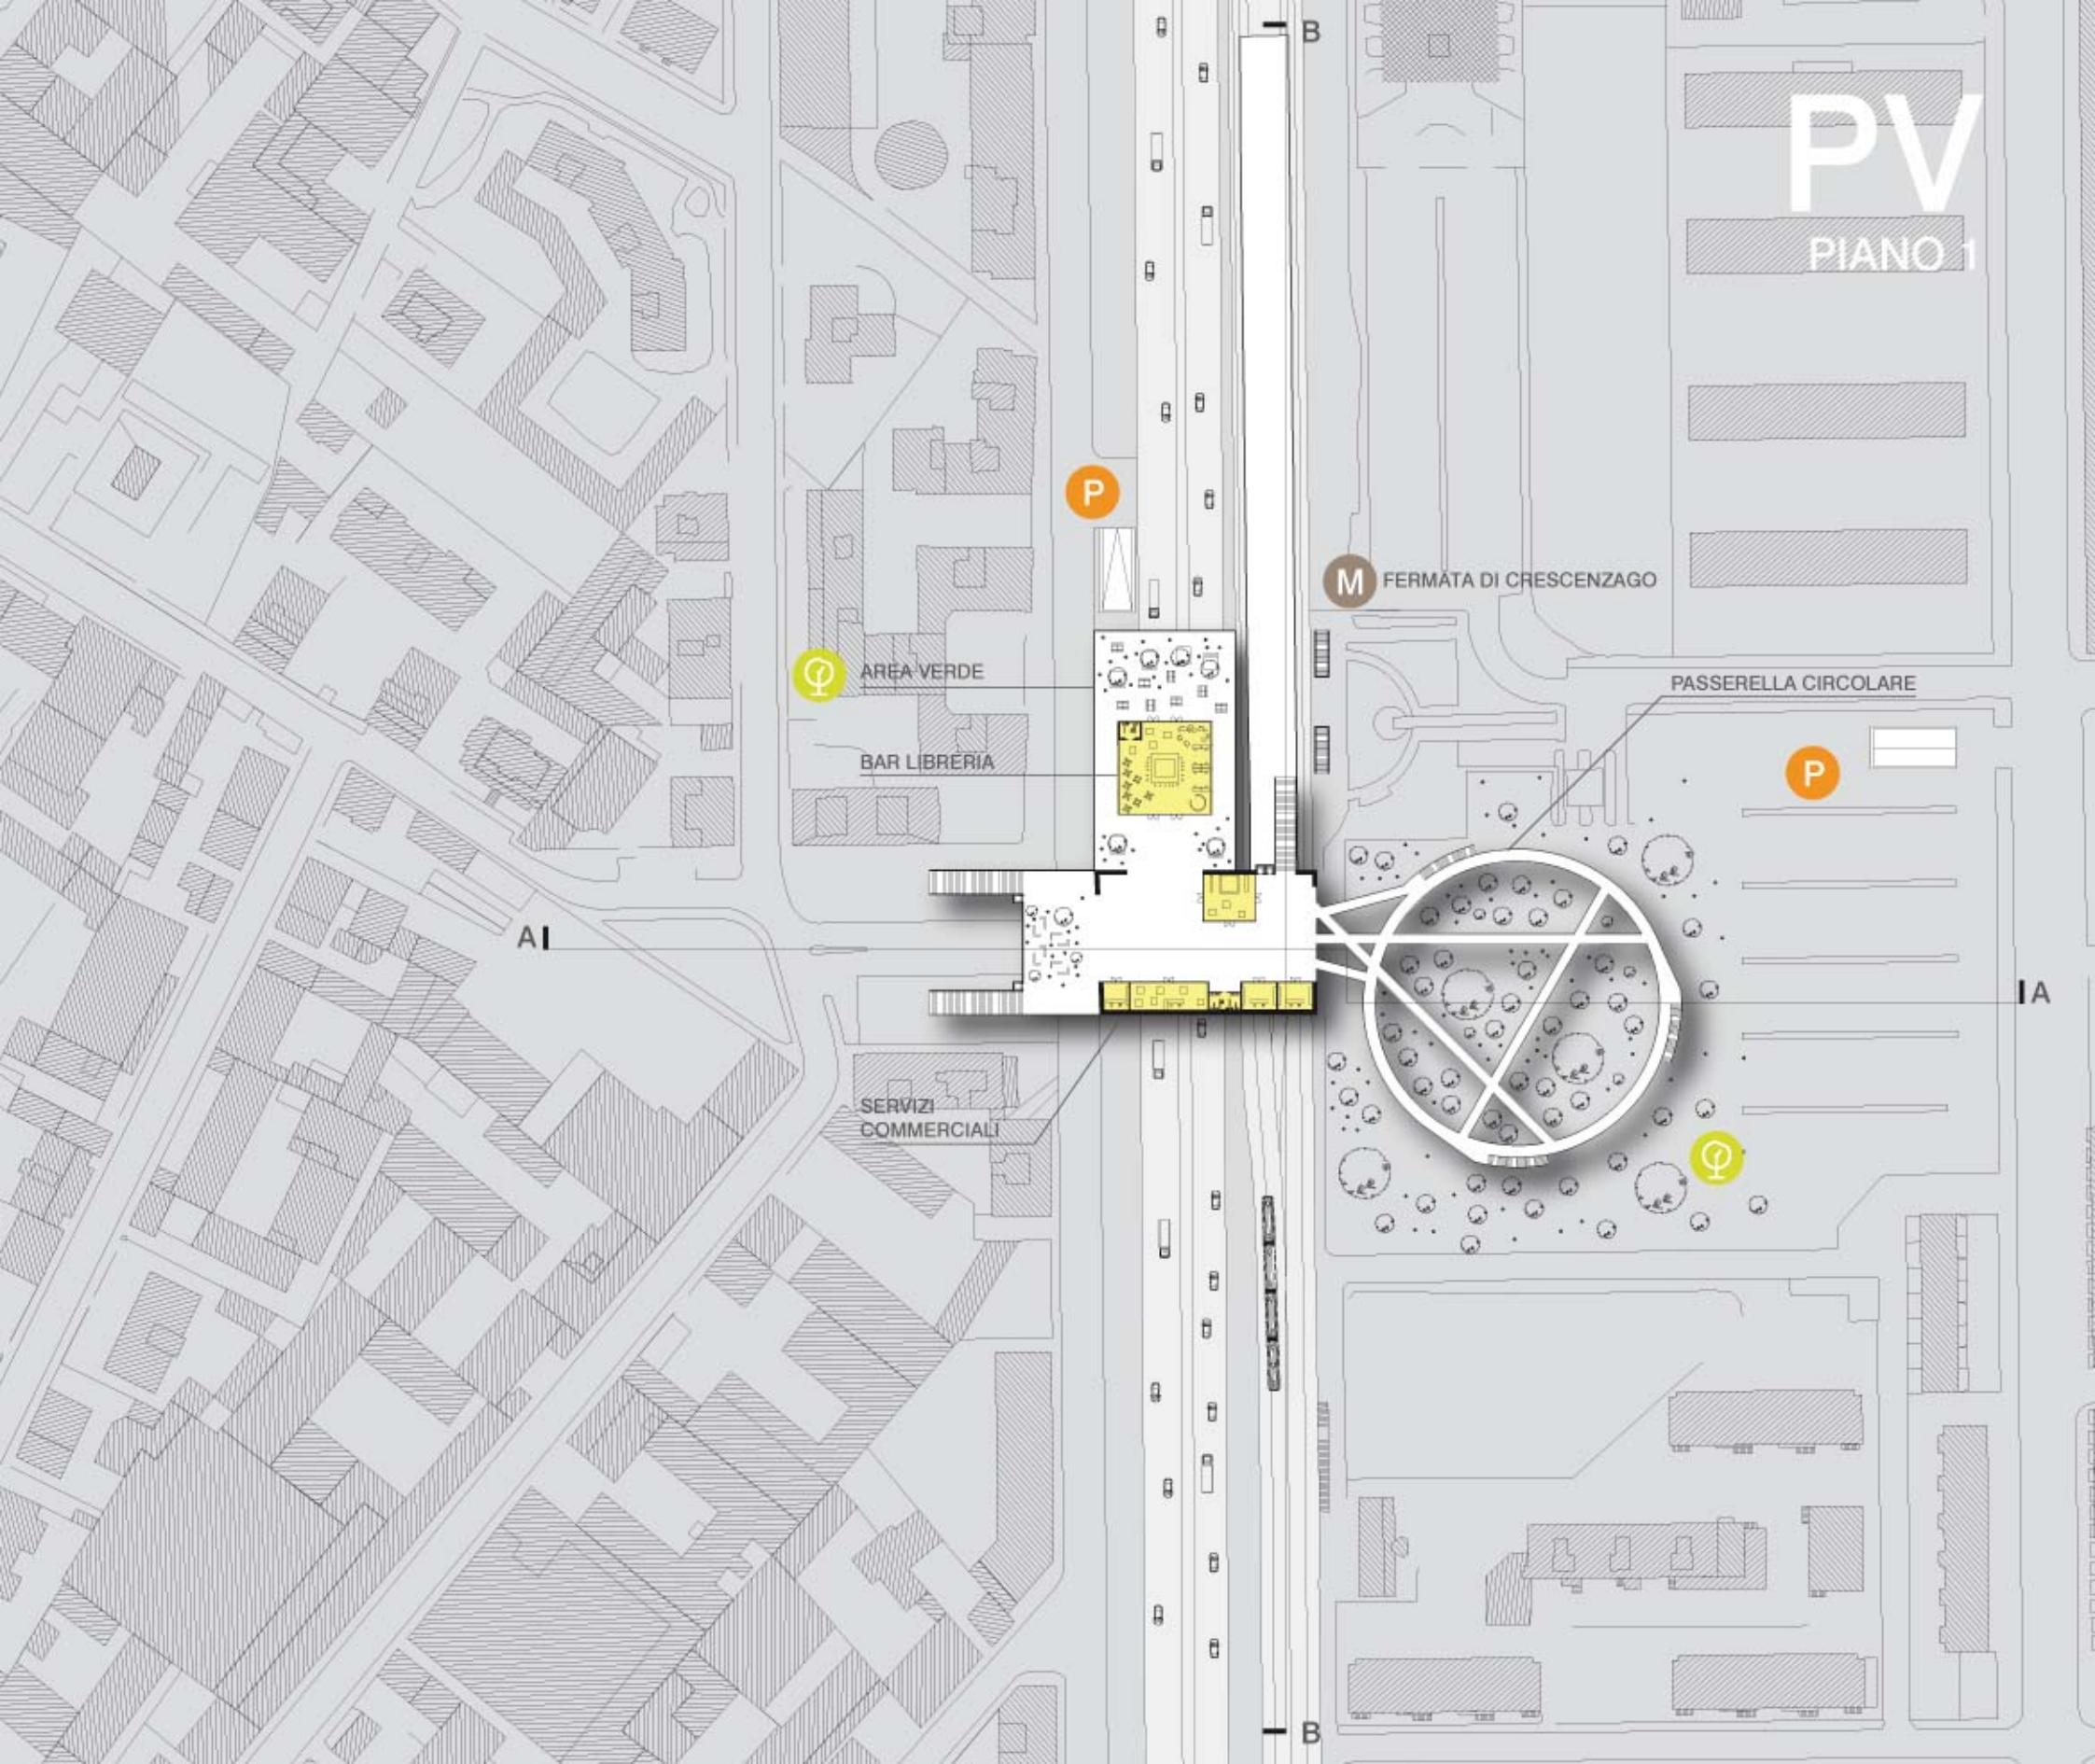 B
PV
PIANO 1
P
M FERMATA DI CRESCENZAGO
AREA VERDE
PASSERELLA CIRCOLARE
BAR LIBRERIA
P
A
A
SERVIZI
COMMERCIALI
B